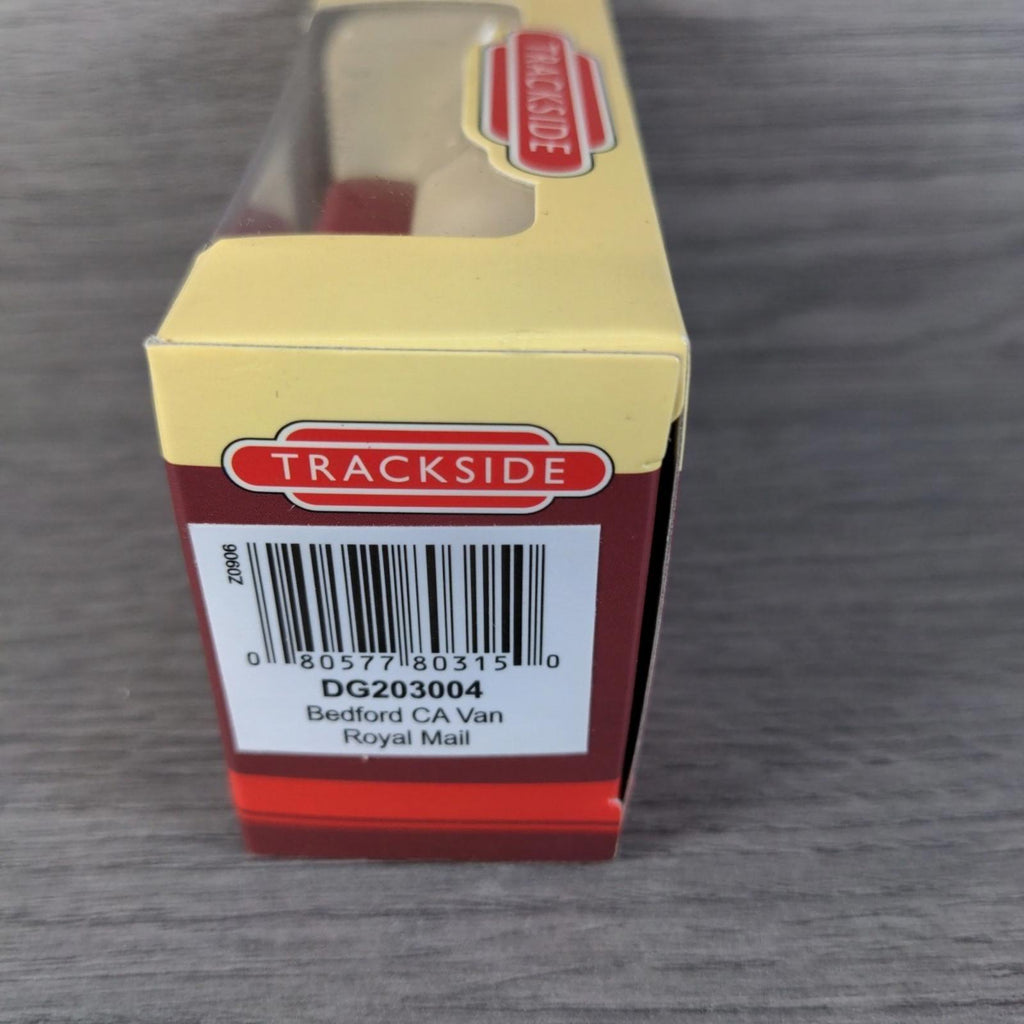 TRACKSIDE
TRACKSIDE
Z0906
0 80577 80315 0
DG203004
Bedford CA Van
Royal Mail